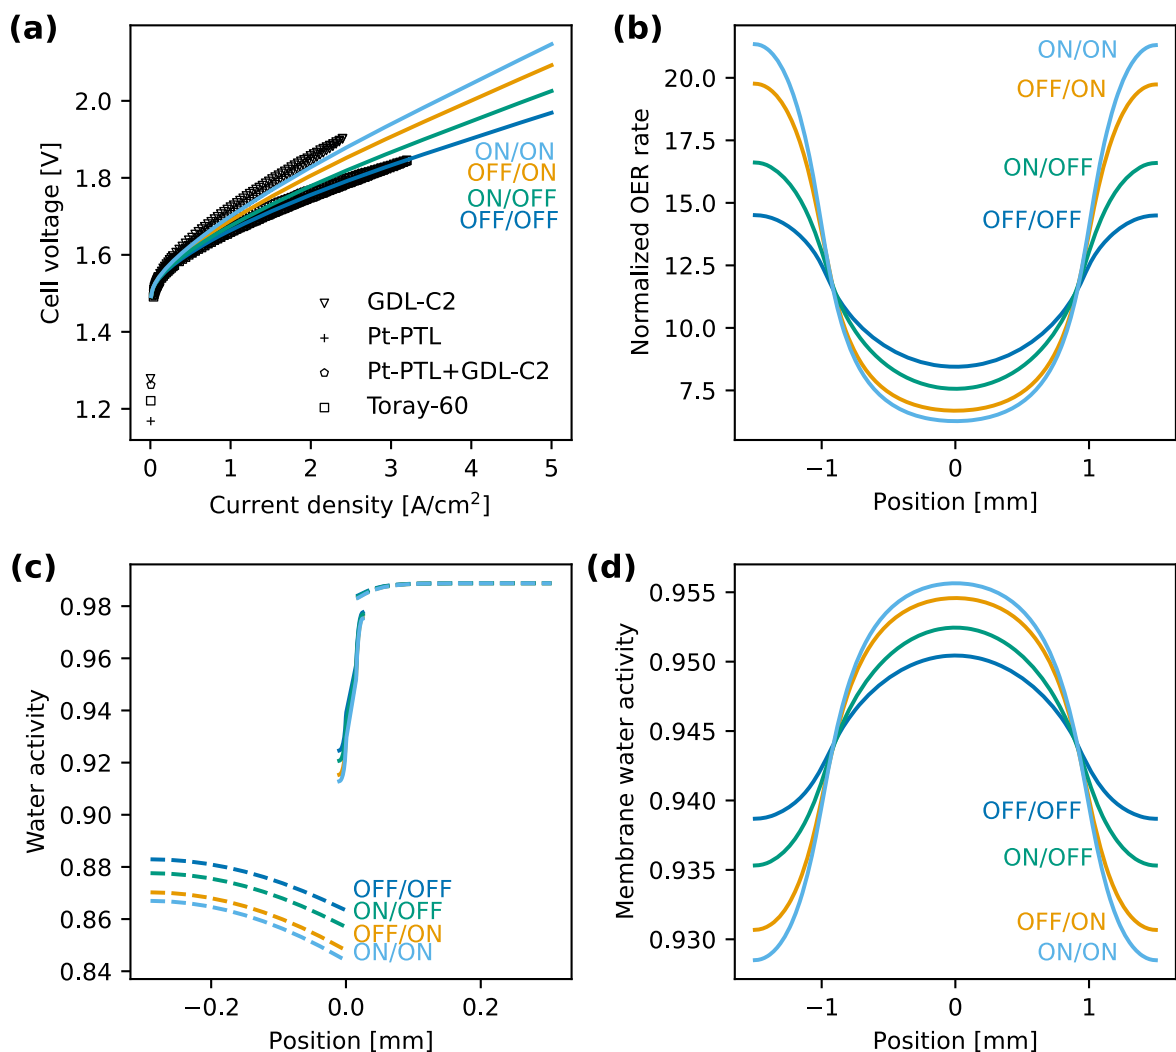 (a)
2.0
1.8
1.6
1.4
1.2
Cell voltage [V]
ON/ON
OFF/ON
ON/OFF
OFF/OFF
GDL-C2
Pt-PTL
Pt-PTL+GDL-C2
Toray-60
0 1 2 3 4 5
Current density [A/cm²]
(b)
20.0
17.5
15.0
12.5
10.0
7.5
Normalized OER rate
ON/ON
OFF/ON
ON/OFF
OFF/OFF
−1 0 1
Position [mm]
(c)
0.98
0.96
0.94
0.92
0.90
0.88
0.86
0.84
Water activity
OFF/OFF
ON/OFF
OFF/ON
ON/ON
−0.2 0.0 0.2
Position [mm]
(d)
0.955
0.950
0.945
0.940
0.935
0.930
Membrane water activity
OFF/OFF
ON/OFF
OFF/ON
ON/ON
−1 0 1
Position [mm]